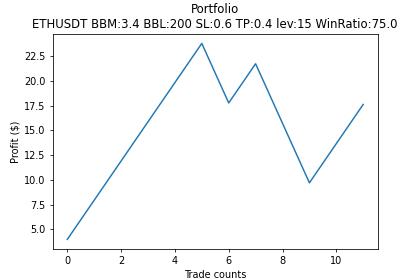 Portfolio
ETHUSDT BBM:3.4 BBL:200 SL:0.6 TP:0.4 lev:15 WinRatio:75.0
22.5
20.0
17.5
15.0
12.5
10.0
7.5
5.0
Profit ($)
0 2 4 6 8 10
Trade counts